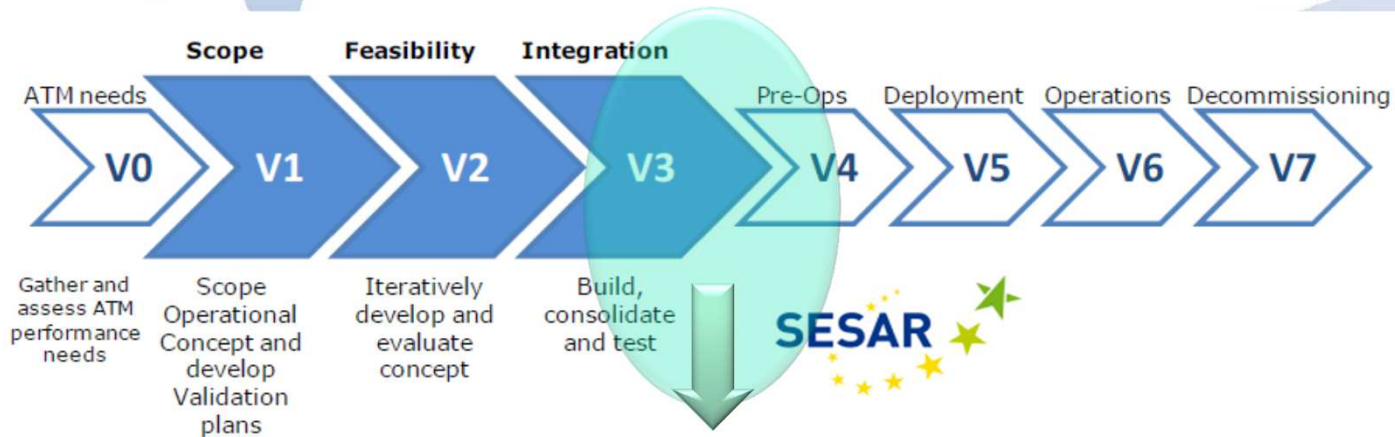 Scope
Feasibility
Integration
ATM needs
Pre-Ops
Deployment
Operations
Decommissioning
V0
V1
V2
V3
V4
V5
V6
V7
Gather and
assess ATM
performance
needs
Scope
Operational
Concept and
develop
Validation
plans
Iteratively
develop and
evaluate
concept
Build,
consolidate
and test
SESAR